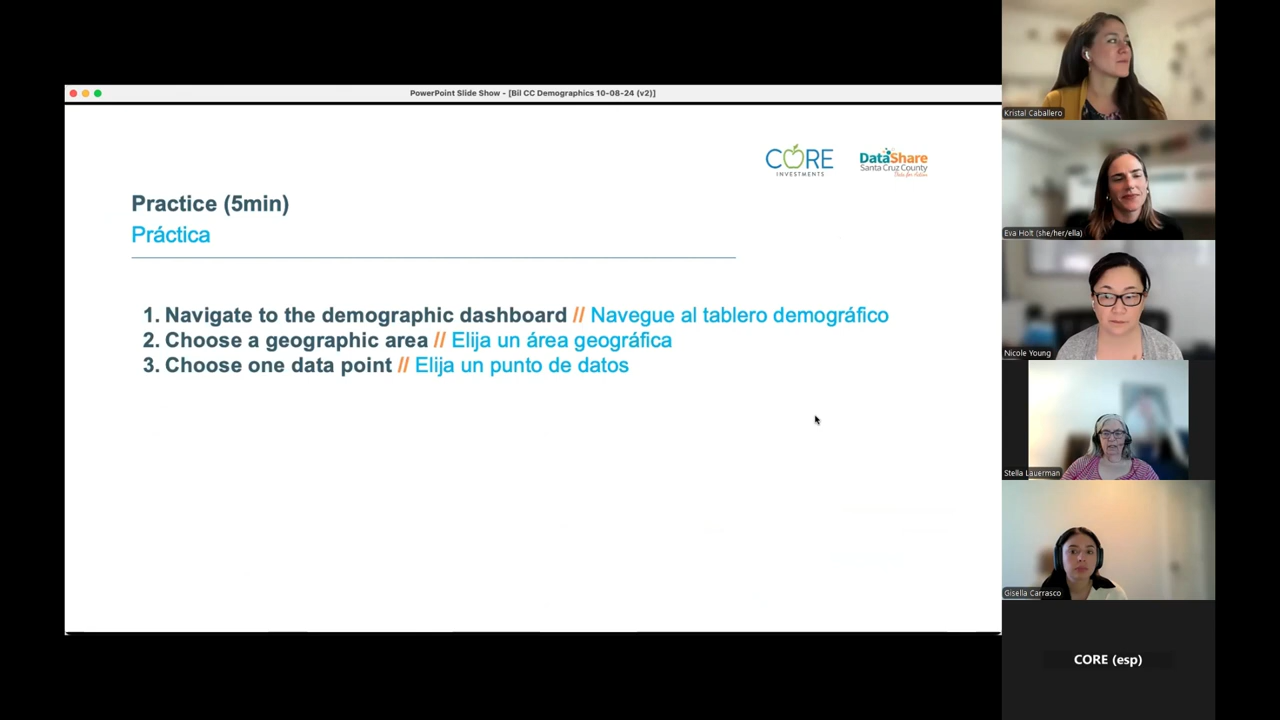 PowerPoint Slide Show - [Bil CC Demographics 10-08-24 (v2)]
CORE
INVESTMENTS
DataShare
Santa Cruz County
Data for Action
Practice (5min)
Práctica
1. Navigate to the demographic dashboard // Navegue al tablero demográfico
2. Choose a geographic area // Elija un área geográfica
3. Choose one data point // Elija un punto de datos
Kristal Caballero
Eva Holt (she/her/ella)
Nicole Young
Stella Lauerman
Gisella Carrasco
CORE (esp)